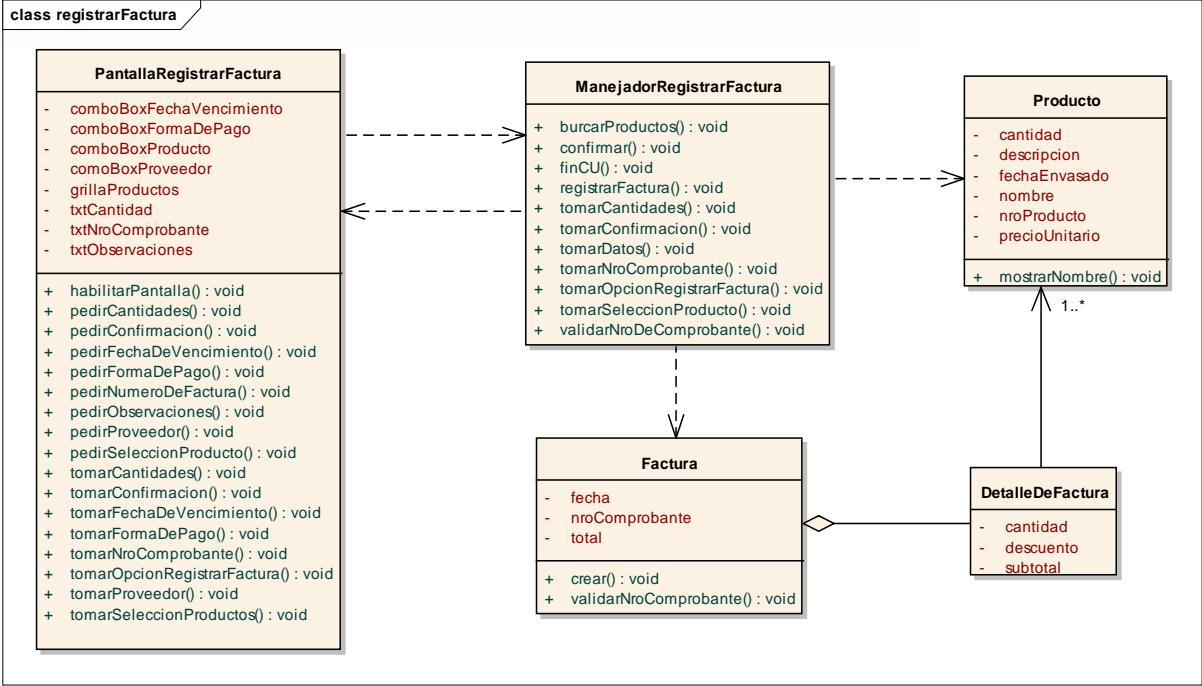 class registrarFactura
PantallaRegistrarFactura
- comboBoxFechaVencimiento
- comboBoxFormaDePago
- comboBoxProducto
- comoBoxProveedor
- grillaProductos
- txtCantidad
- txtNroComprobante
- txtObservaciones
+ habilitarPantalla() : void
+ pedirCantidades() : void
+ pedirConfirmacion() : void
+ pedirFechaDeVencimiento() : void
+ pedirFormaDePago() : void
+ pedirNumeroDeFactura() : void
+ pedirObservaciones() : void
+ pedirProveedor() : void
+ pedirSeleccionProducto() : void
+ tomarCantidades() : void
+ tomarConfirmacion() : void
+ tomarFechaDeVencimiento() : void
+ tomarFormaDePago() : void
+ tomarNroComprobante() : void
+ tomarOpcionRegistrarFactura() : void
+ tomarProveedor() : void
+ tomarSeleccionProductos() : void
ManejadorRegistrarFactura
+ burcarProductos() : void
+ confirmar() : void
+ finCU() : void
+ registrarFactura() : void
+ tomarCantidades() : void
+ tomarConfirmacion() : void
+ tomarDatos() : void
+ tomarNroComprobante() : void
+ tomarOpcionRegistrarFactura() : void
+ tomarSeleccionProducto() : void
+ validarNroDeComprobante() : void
Producto
- cantidad
- descripcion
- fechaEnvasado
- nombre
- nroProducto
- precioUnitario
+ mostrarNombre() : void
1..*
Factura
- fecha
- nroComprobante
- total
+ crear() : void
+ validarNroComprobante() : void
DetalleDeFactura
- cantidad
- descuento
- subtotal